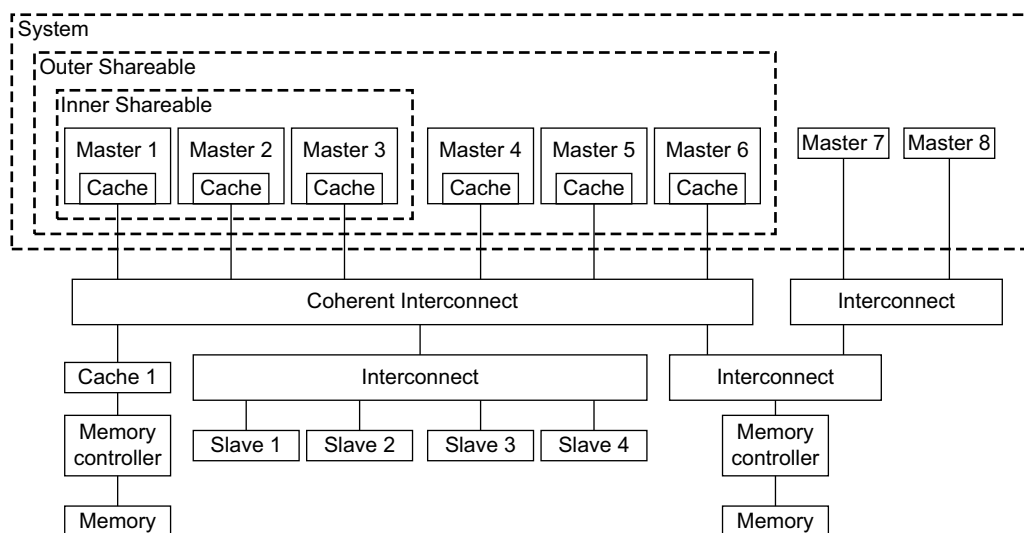 System
Outer Shareable
Inner Shareable
Master 1
Cache
Master 2
Cache
Master 3
Cache
Master 4
Cache
Master 5
Cache
Master 6
Cache
Master 7
Master 8
Coherent Interconnect
Interconnect
Cache 1
Interconnect
Interconnect
Memory
controller
Slave 1
Slave 2
Slave 3
Slave 4
Memory
controller
Memory
Memory